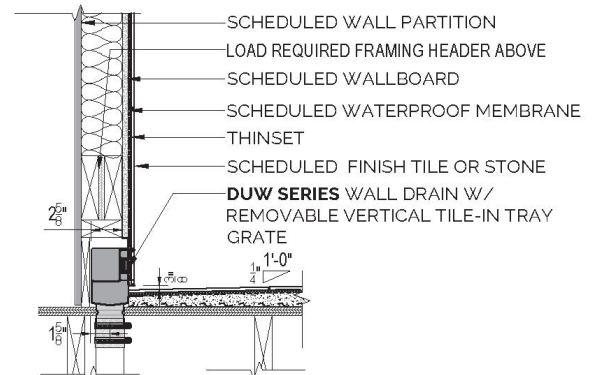 SCHEDULED WALL PARTITION
LOAD REQUIRED FRAMING HEADER ABOVE
SCHEDULED WALLBOARD
SCHEDULED WATERPROOF MEMBRANE
THINSET
SCHEDULED FINISH TILE OR STONE
DUW SERIES WALL DRAIN W/
REMOVABLE VERTICAL TILE-IN TRAY
GRATE
2 5/8"
1/4" 1'-0"
1 5/8"